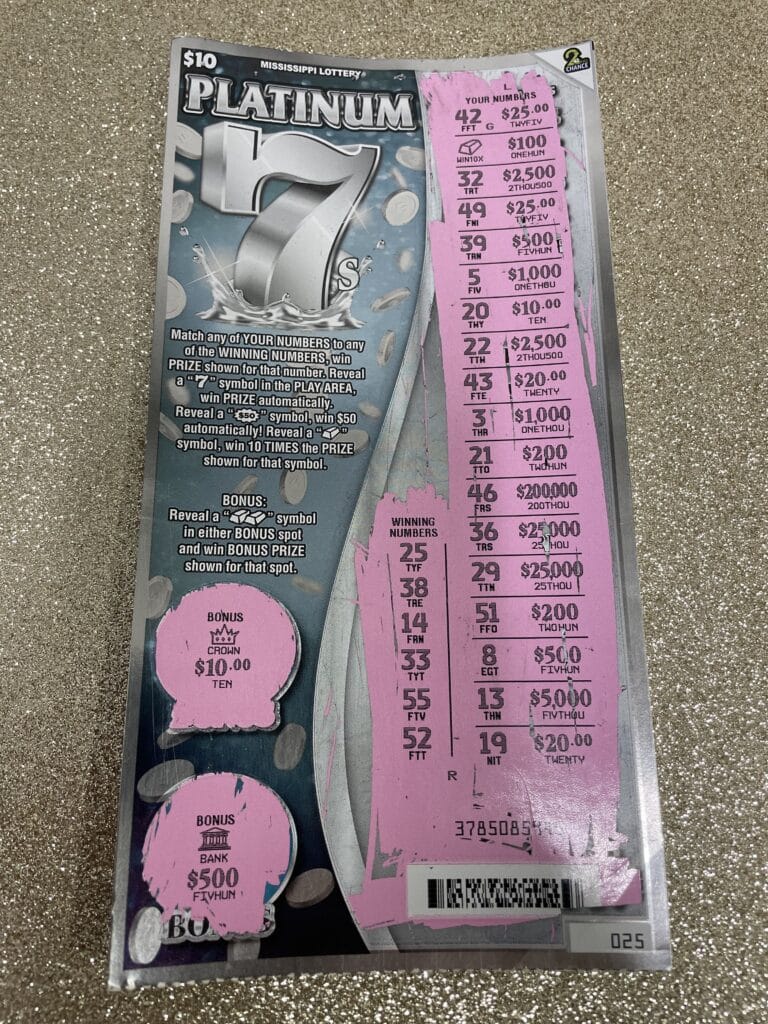 $10
MISSISSIPPI LOTTERY
2
CHANCE
PLATINUM
7
s
Match any of YOUR NUMBERS to any
of the WINNING NUMBERS, win
PRIZE shown for that number. Reveal
a "7" symbol in the PLAY AREA,
win PRIZE automatically.
Reveal a "$50" symbol, win $50
automatically! Reveal a " "
symbol, win 10 TIMES the PRIZE
shown for that symbol.
BONUS:
Reveal a " " symbol
in either BONUS spot
and win BONUS PRIZE
shown for that spot.
BONUS
CROWN
$10.00
TEN
BONUS
BANK
$500
FIVHUN
WINNING
NUMBERS
25
TYF
38
TRE
14
FRN
33
TYT
55
FTV
52
FTT
L
YOUR NUMBERS
42 $25.00
FFT G TWYFIV
$100
WIN10X ONEHUN
32 $2,500
TRT 2THOU500
49 $25.00
FNI TWYFIV
39 $500
TRN FIVHUN
5 $1,000
FIV ONETHOU
20 $10.00
TWY TEN
22 $2,500
TTW 2THOU500
43 $20.00
FTE TWENTY
3 $1,000
THR ONETHOU
21 $200
TTO TWOHUN
46 $200,000
FRS 200THOU
36 $25,000
TRS 25THOU
29 $25,000
TTN 25THOU
51 $200
FFO TWOHUN
8 $500
EGT FIVHUN
13 $5,000
THN FIVTHOU
19 $20.00
NIT TWENTY
R
025